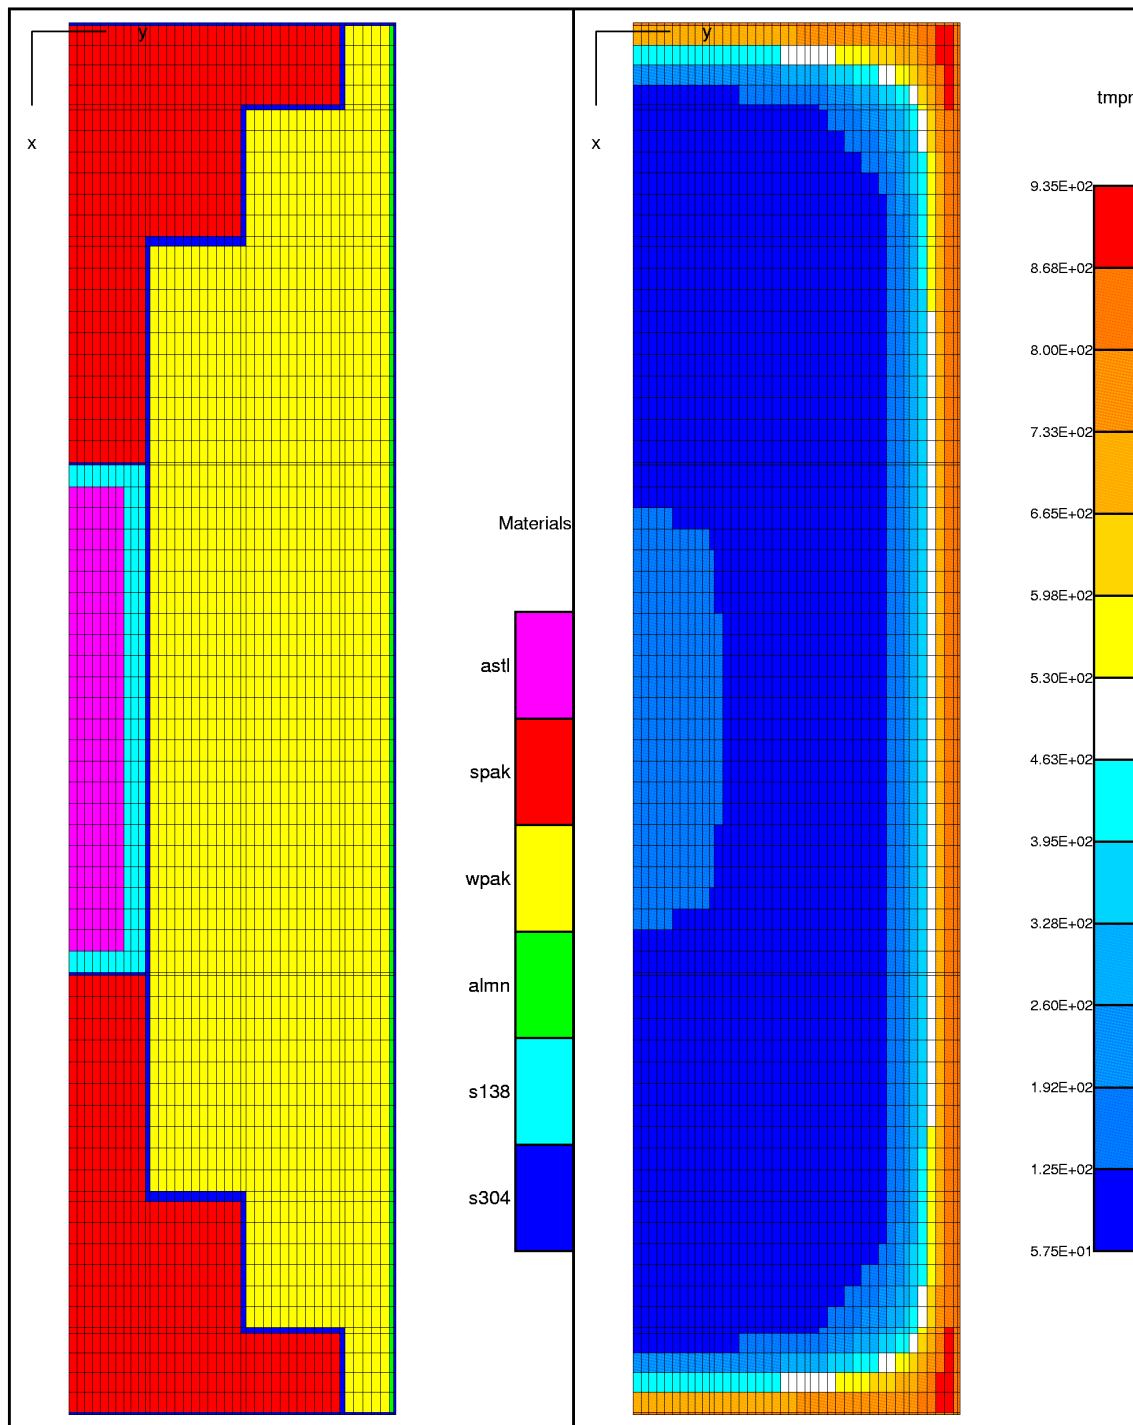 y
x
Materials
astl
spak
wpak
almn
s138
s304
y
x
tmpr
9.35E+02
8.68E+02
8.00E+02
7.33E+02
6.65E+02
5.98E+02
5.30E+02
4.63E+02
3.95E+02
3.28E+02
2.60E+02
1.92E+02
1.25E+02
5.75E+01